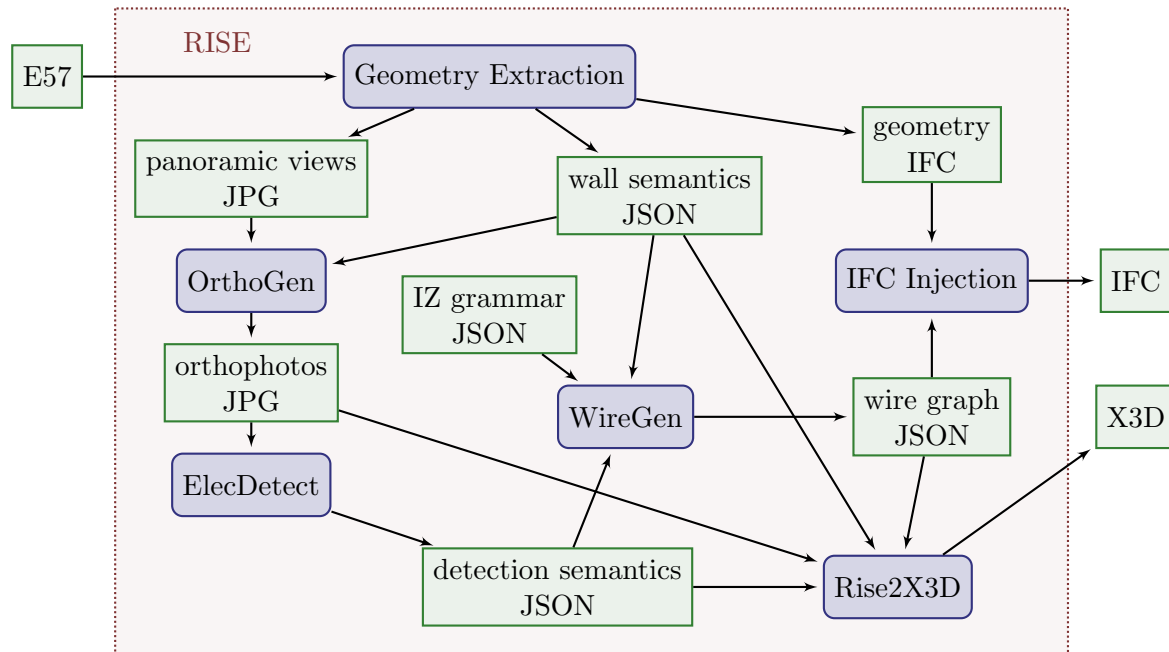 RISE
E57
Geometry Extraction
geometry
IFC
panoramic views
JPG
wall semantics
JSON
OrthoGen
IZ grammar
JSON
IFC Injection
IFC
orthophotos
JPG
WireGen
wire graph
JSON
X3D
ElecDetect
detection semantics
JSON
Rise2X3D